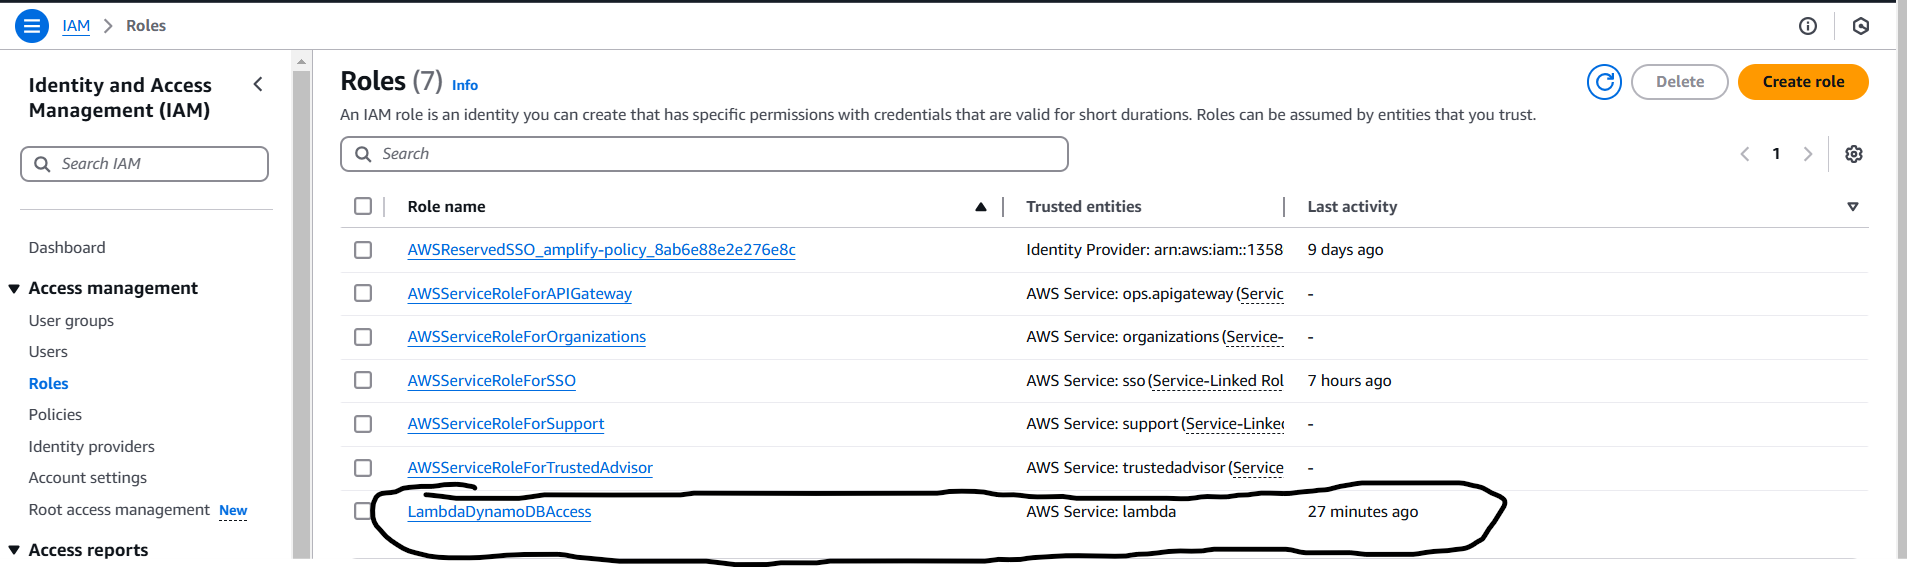 IAM > Roles
Identity and Access
Management (IAM)
Search IAM
Dashboard
Access management
User groups
Users
Roles
Policies
Identity providers
Account settings
Root access management New
Access reports
Roles (7) Info
Delete
Create role
An IAM role is an identity you can create that has specific permissions with credentials that are valid for short durations. Roles can be assumed by entities that you trust.
Search
1
Role name Trusted entities Last activity
AWSReservedSSO_amplify-policy_8ab6e88e2e276e8c Identity Provider: arn:aws:iam::1358 9 days ago
AWSServiceRoleForAPIGateway AWS Service: ops.apigateway (Servic -
AWSServiceRoleForOrganizations AWS Service: organizations (Service- -
AWSServiceRoleForSSO AWS Service: sso (Service-Linked Rol 7 hours ago
AWSServiceRoleForSupport AWS Service: support (Service-Linked -
AWSServiceRoleForTrustedAdvisor AWS Service: trustedadvisor (Service -
LambdaDynamoDBAccess AWS Service: lambda 27 minutes ago